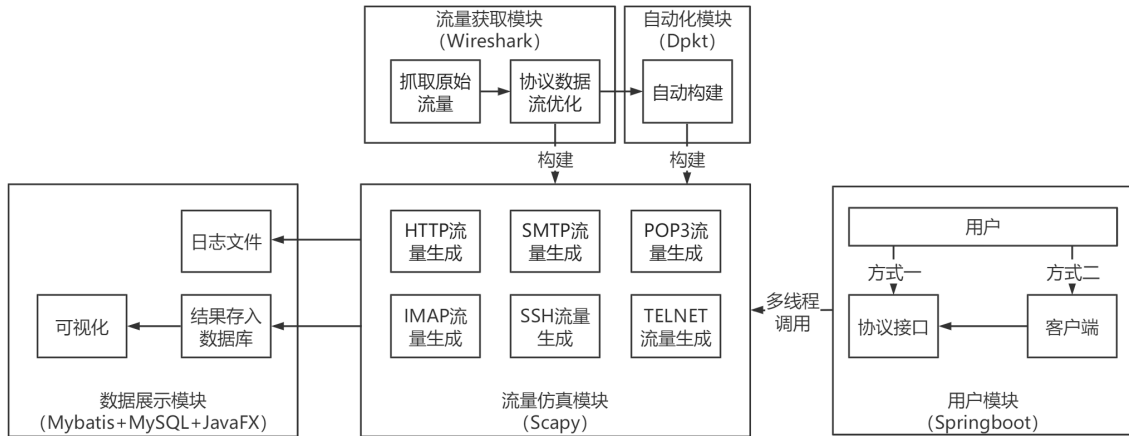 流量获取模块
（Wireshark）
抓取原始
流量
协议数据
流优化
自动化模块
（Dpkt）
自动构建
构建
构建
日志文件
可视化
结果存入
数据库
数据展示模块
（Mybatis+MySQL+JavaFX）
HTTP流
量生成
SMTP流
量生成
POP3流
量生成
IMAP流
量生成
SSH流量
生成
TELNET
流量生成
流量仿真模块
（Scapy）
多线程
调用
用户
方式一
方式二
协议接口
客户端
用户模块
（Springboot）